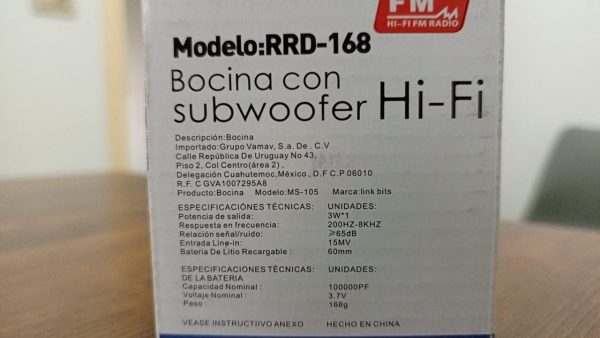 FM
HI-FI FM RADIO
Modelo:RRD-168
Bocina con
subwoofer Hi-Fi
Descripción:Bocina
Importado:Grupo Vamav, S.a. De . C.V
Calle República De Uruguay No 43,
Piso 2, Col Centro(área 2) ,
Delegación Cuahutemoc,México , D.F C.P 06010
R.F. C GVA1007295A8
Producto:Bocina Modelo:MS-105 Marca:link bits
ESPECIFICACIÓNES TÉCNICAS: UNIDADES:
Potencia de salida: 3W*1
Respuesta en frecuencia: 200HZ-8KHZ
Relación señal/ruido: ≥65dB
Entrada Line-in: 15MV
Bateria De Litio Recargable : 60mm
ESPECIFICACIONES TÉCNICAS: UNIDADES:
DE LA BATERIA
Capacidad Nominal : 100000PF
Voltaje Nominal : 3.7V
Peso : 166g
VEASE INSTRUCTIIVO ANEXO HECHO EN CHINA